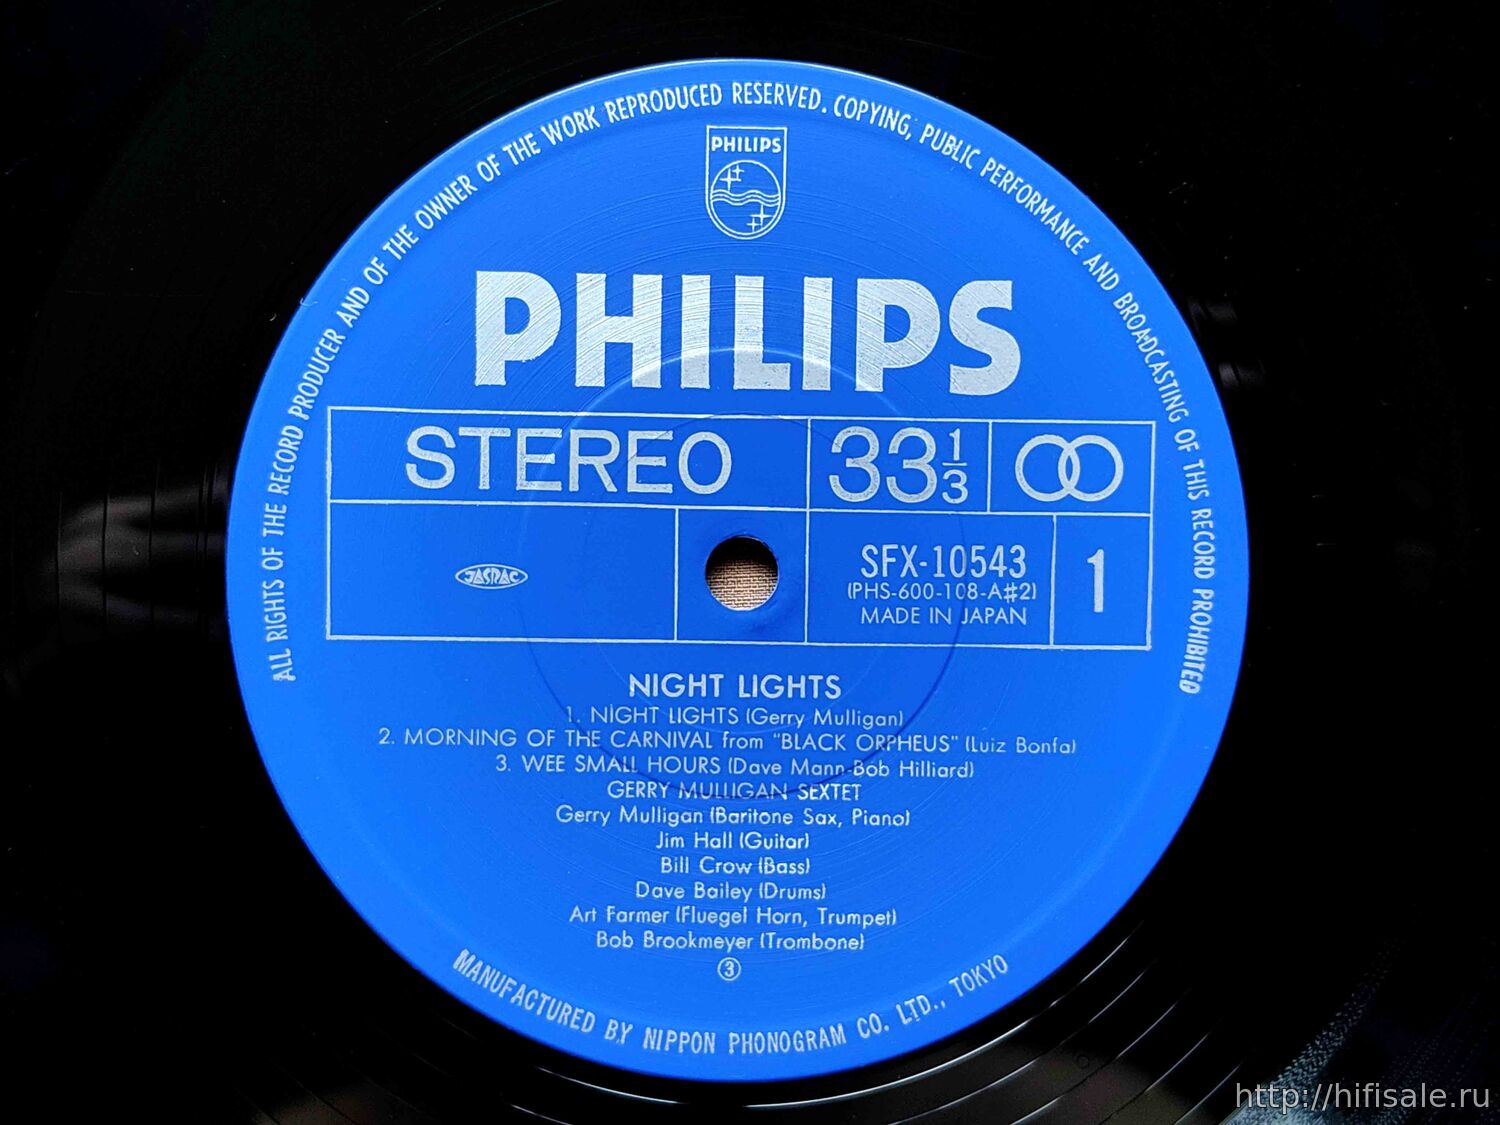 ALL RIGHTS OF THE RECORD PRODUCER AND OF THE OWNER OF THE WORK REPRODUCED RESERVED. COPYING, PUBLIC PERFORMANCE AND BROADCASTING OF THIS RECORD PROHIBITED
PHILIPS
PHILIPS
STEREO 33 1/3
JASRAC
SFX-10543
(PHS-600-108-A#2)
MADE IN JAPAN
1
NIGHT LIGHTS
1. NIGHT LIGHTS (Gerry Mulligan)
2. MORNING OF THE CARNIVAL from "BLACK ORPHEUS" (Luiz Bonfa)
3. WEE SMALL HOURS (Dave Mann-Bob Hilliard)
GERRY MULLIGAN SEXTET
Gerry Mulligan (Baritone Sax, Piano)
Jim Hall (Guitar)
Bill Crow (Bass)
Dave Bailey (Drums)
Art Farmer (Fluegel Horn, Trumpet)
Bob Brookmeyer (Trombone)
③
MANUFACTURED BY NIPPON PHONOGRAM CO. LTD., TOKYO
http://hifisale.ru